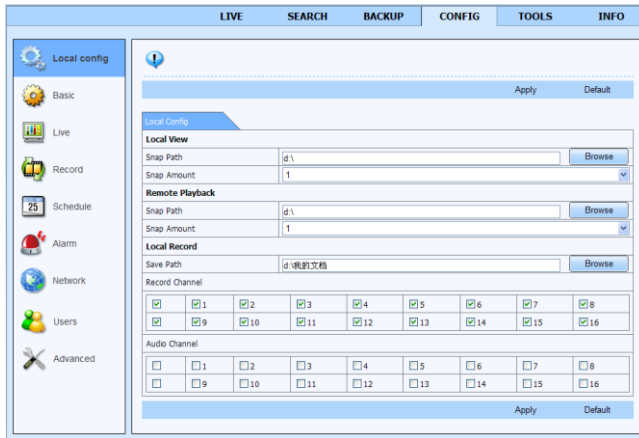 LIVE SEARCH BACKUP CONFIG TOOLS INFO
Local config
Basic
Live
Record
25 Schedule
Alarm
Network
Users
Advanced
Apply Default
Local Config
Local View
Snap Path d:\ Browse
Snap Amount 1
Remote Playback
Snap Path d:\ Browse
Snap Amount 1
Local Record
Save Path d:\我的文档 Browse
Record Channel
1 2 3 4 5 6 7 8
9 10 11 12 13 14 15 16
Audio Channel
1 2 3 4 5 6 7 8
9 10 11 12 13 14 15 16
Apply Default